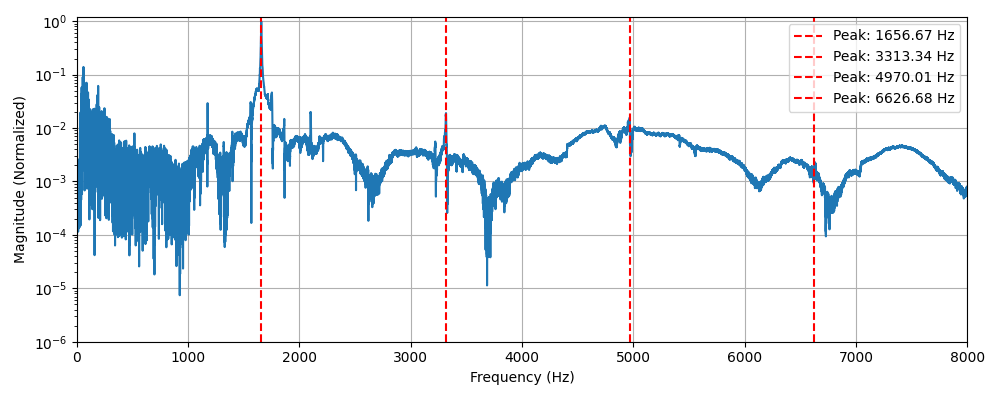 Peak: 1656.67 Hz
Peak: 3313.34 Hz
Peak: 4970.01 Hz
Peak: 6626.68 Hz
Magnitude (Normalized)
10⁰
10⁻¹
10⁻²
10⁻³
10⁻⁴
10⁻⁵
10⁻⁶
0 1000 2000 3000 4000 5000 6000 7000 8000
Frequency (Hz)